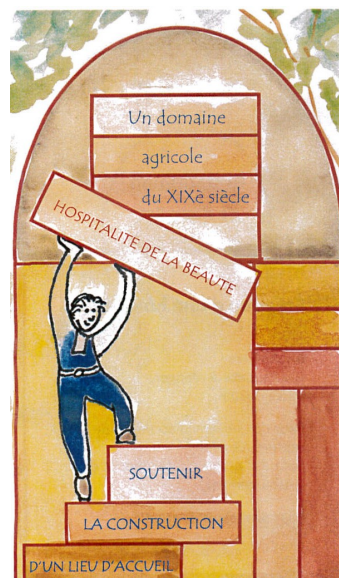 Un domaine
agricole
du XIXè siècle
HOSPITALITE DE LA BEAUTE
SOUTENIR
LA CONSTRUCTION
D'UN LIEU D'ACCUEIL